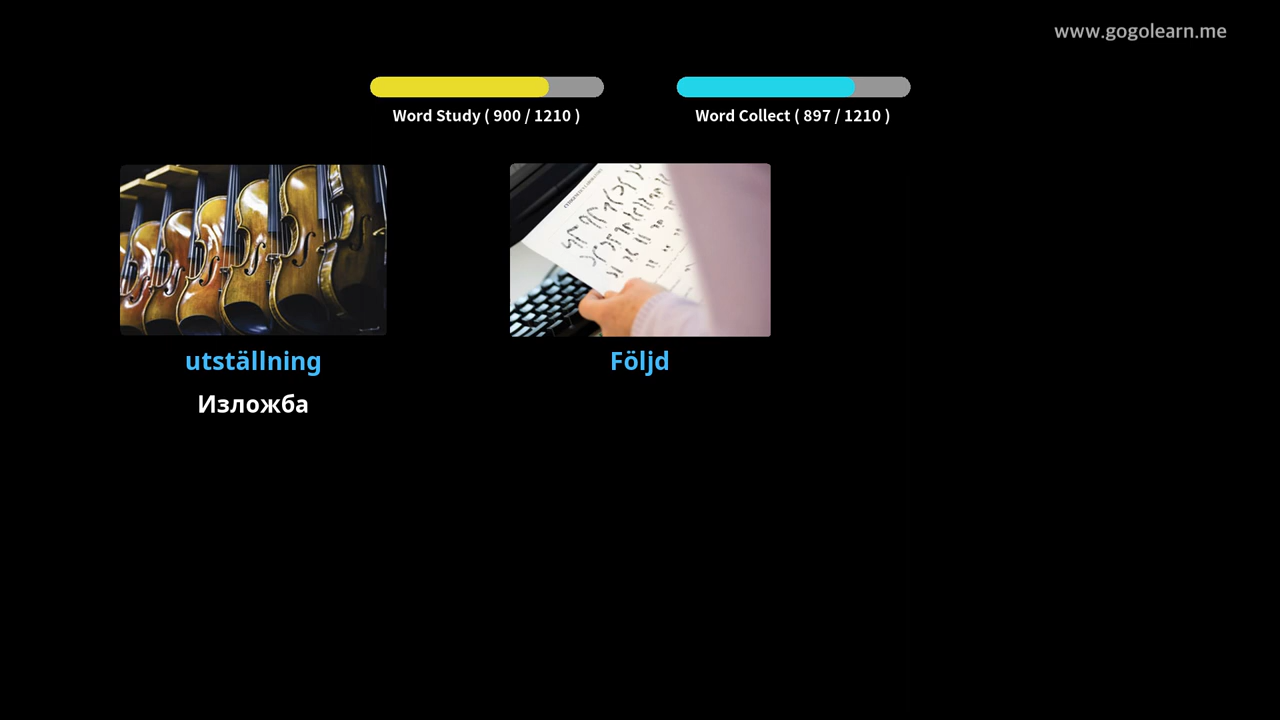 www.gogolearn.me
Word Study ( 900 / 1210 )
Word Collect ( 897 / 1210 )
utställning
Изложба
Följd